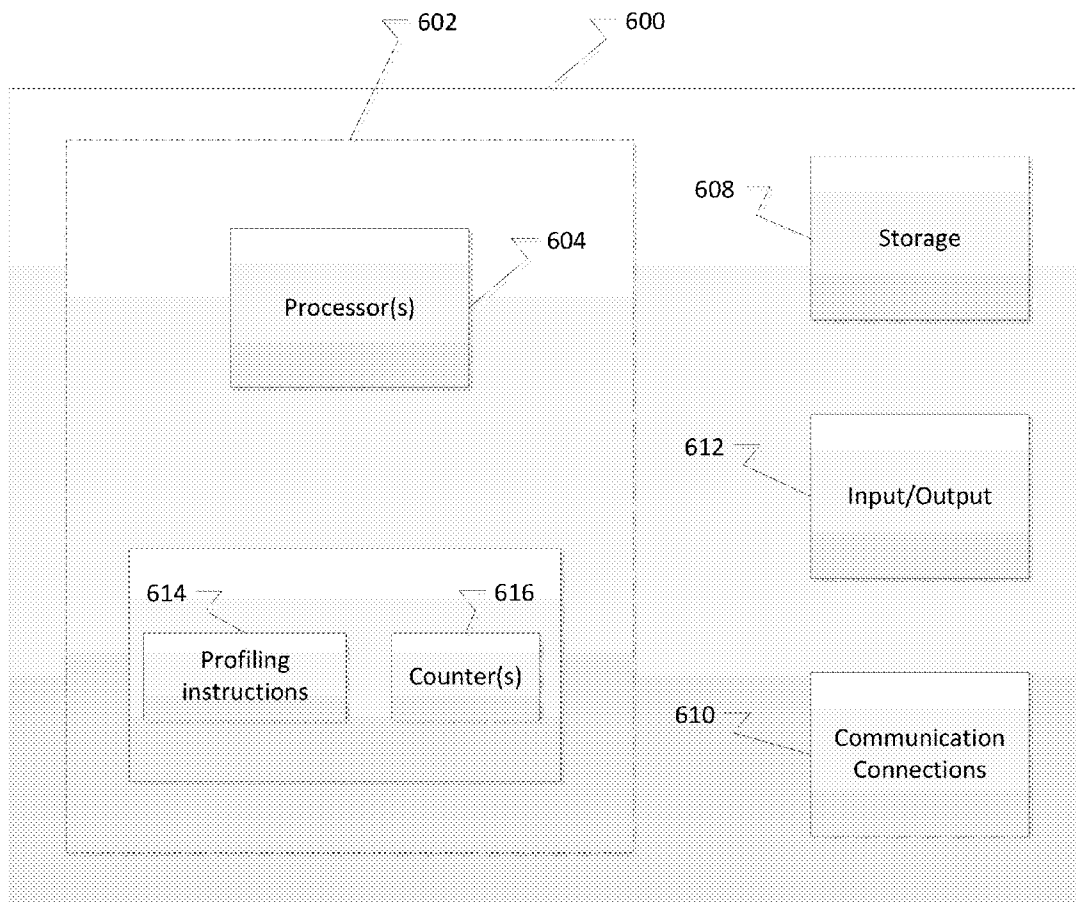 602
600
608
Storage
604
Processor(s)
612
Input/Output
614
616
Profiling
instructions
Counter(s)
610
Communication
Connections